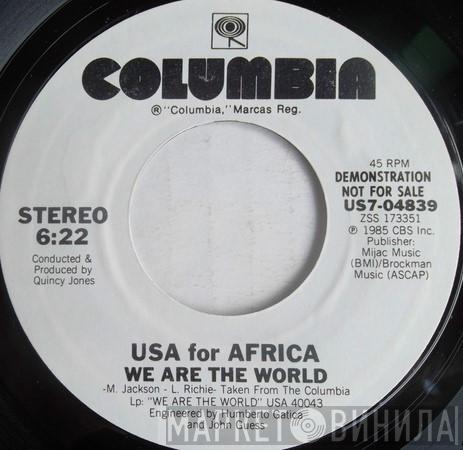 COLUMBIA
® "Columbia," Marcas Reg.
45 RPM
DEMONSTRATION
NOT FOR SALE
US7-04839
ZSS 173351
℗ 1985 CBS Inc.
Publisher:
Mijac Music
(BMI)/Brockman
Music (ASCAP)
STEREO
6:22
Conducted &
Produced by
Quincy Jones
USA for AFRICA
WE ARE THE WORLD
-M. Jackson - L. Richie- Taken From The Columbia
Lp: "WE ARE THE WORLD" USA 40043
Engineered by Humberto Gatica
and John Guess
МАРКЕТ ВИНИЛА